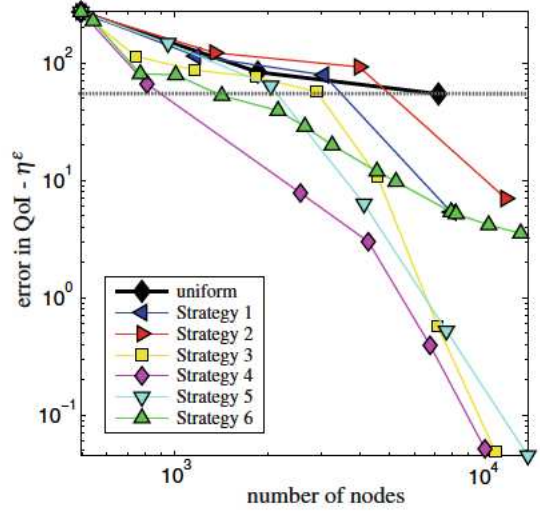 10²
10¹
10⁰
10⁻¹
error in QoI - ηᵋ
uniform
Strategy 1
Strategy 2
Strategy 3
Strategy 4
Strategy 5
Strategy 6
10³
10⁴
number of nodes